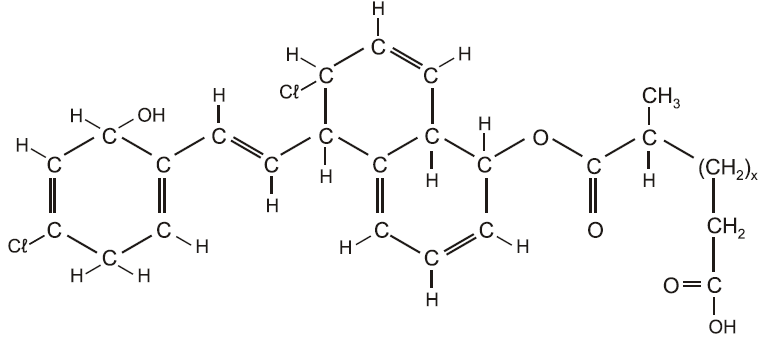 H
H C C H
Cℓ C
H C
H OH CH₃
H C C C C H O C
C C C C C H C H (CH₂)ₓ
H H H
C C C C C H O CH₂
Cℓ C H H C
H H H O=C
OH